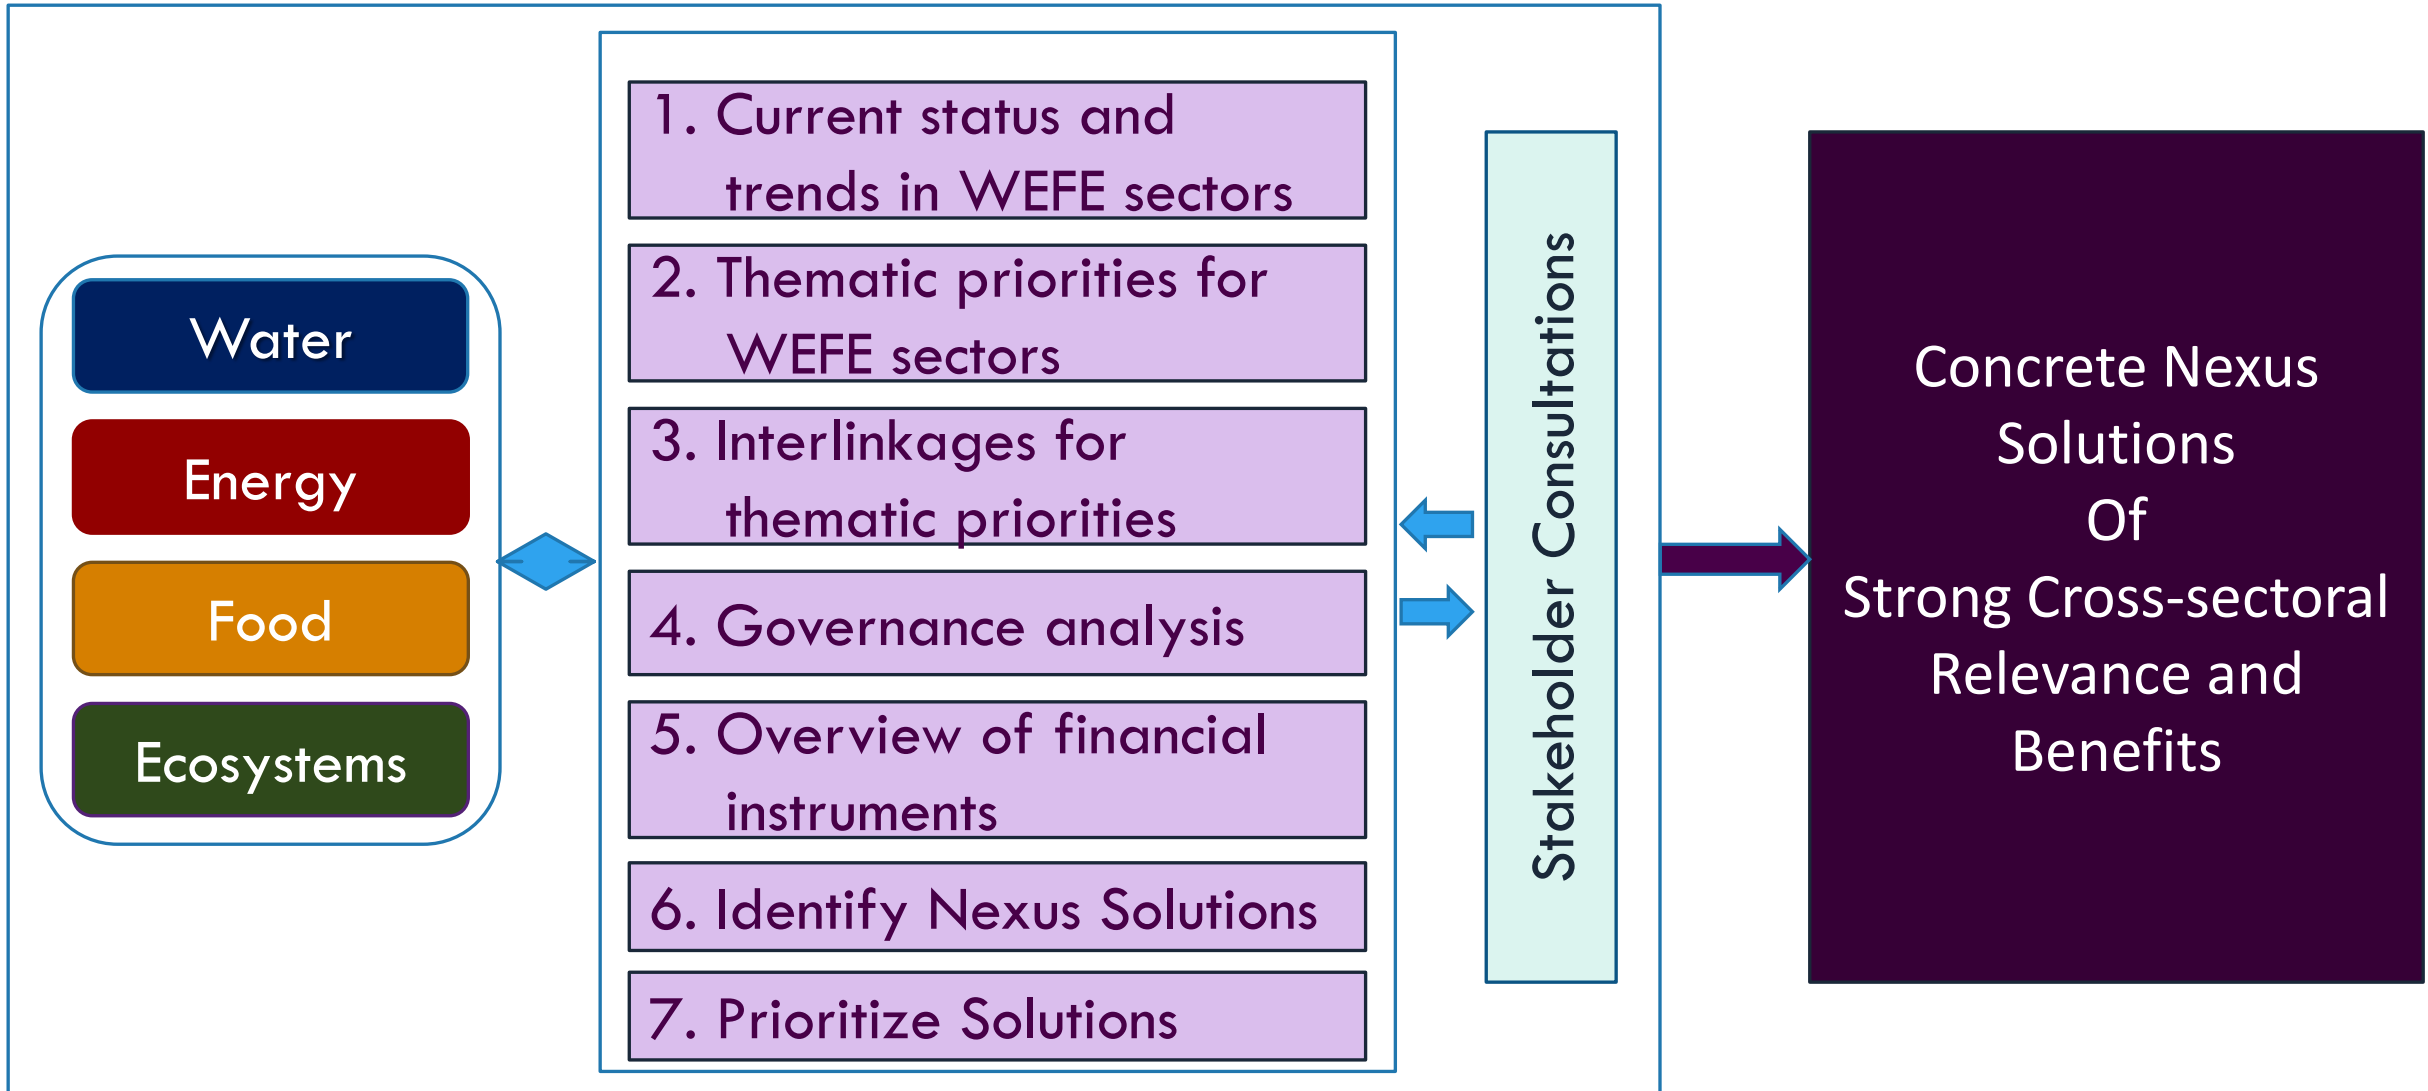 Water
Energy
Food
Ecosystems
1. Current status and
trends in WEFE sectors
2. Thematic priorities for
WEFE sectors
3. Interlinkages for
thematic priorities
4. Governance analysis
5. Overview of financial
instruments
6. Identify Nexus Solutions
7. Prioritize Solutions
Stakeholder Consultations
Concrete Nexus
Solutions
Of
Strong Cross-sectoral
Relevance and
Benefits